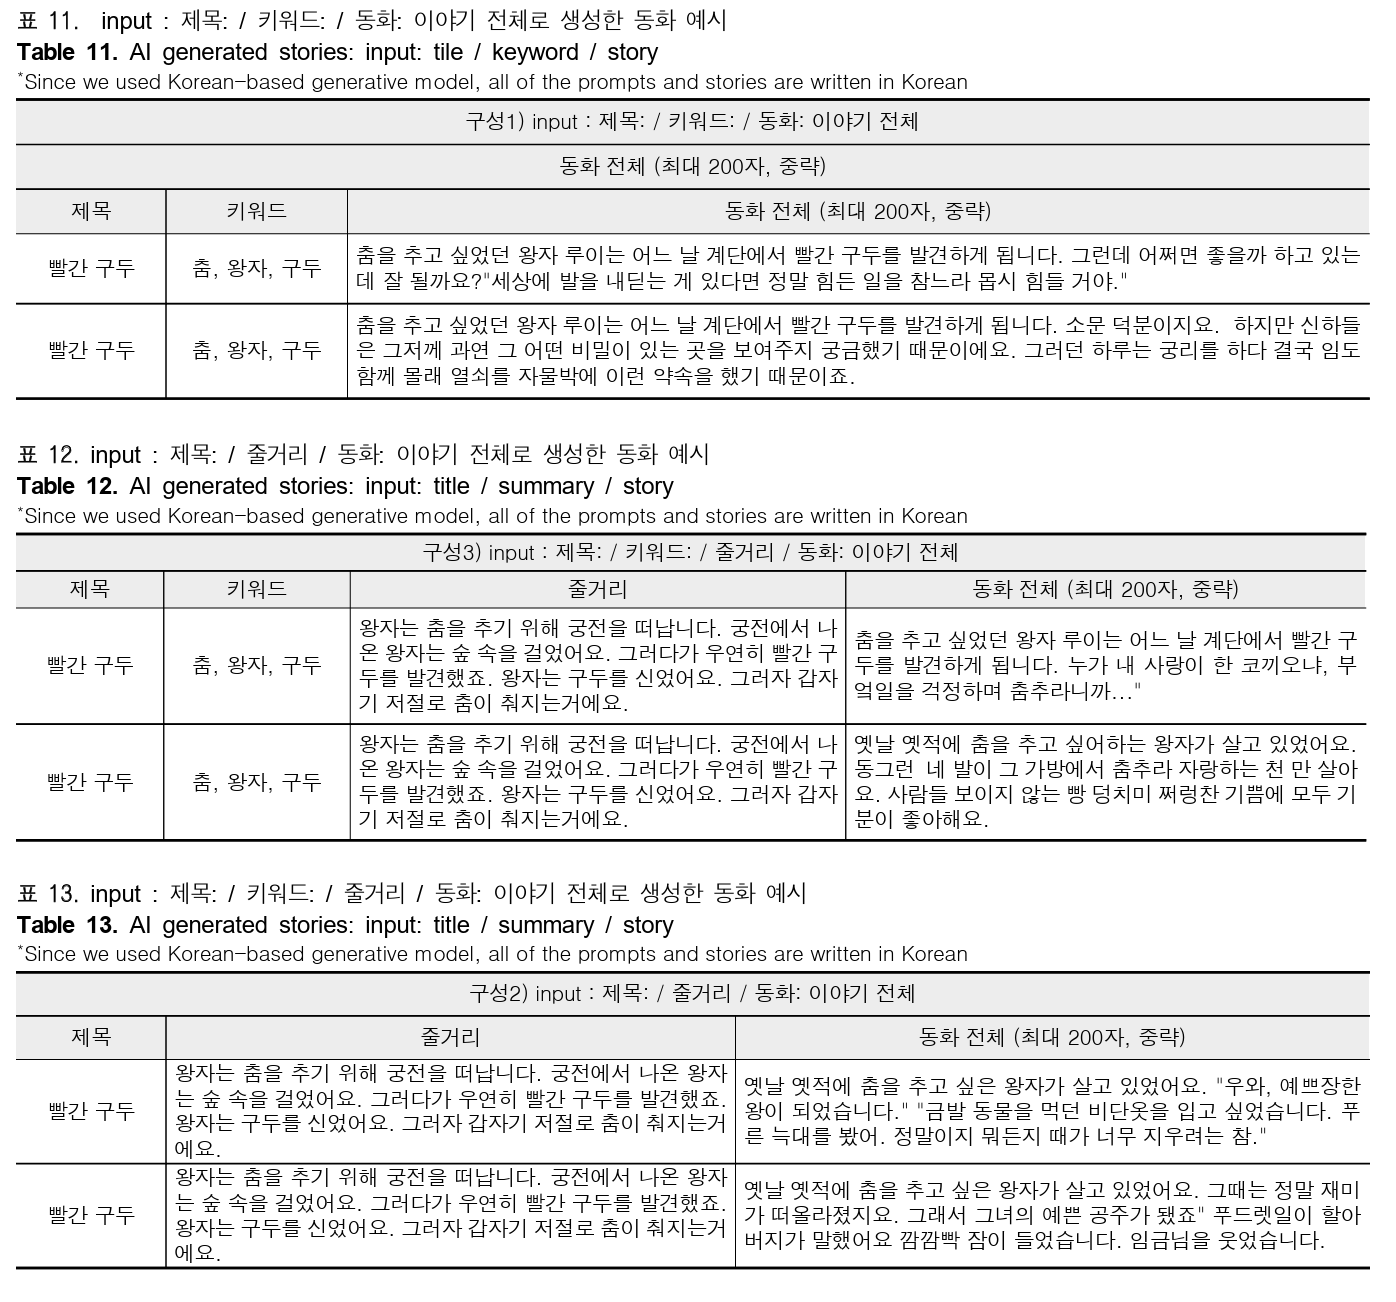 표 11. input : 제목: / 키워드: / 동화: 이야기 전체로 생성한 동화 예시
Table 11. AI generated stories: input: tile / keyword / story
*Since we used Korean-based generative model, all of the prompts and stories are written in Korean
구성1) input : 제목: / 키워드: / 동화: 이야기 전체
동화 전체 (최대 200자, 중략)
제목 키워드 동화 전체 (최대 200자, 중략)
빨간 구두 춤, 왕자, 구두
춤을 추고 싶었던 왕자 루이는 어느 날 계단에서 빨간 구두를 발견하게 됩니다. 그런데 어쩌면 좋을까 하고 있는
데 잘 될까요?"세상에 발을 내딛는 게 있다면 정말 힘든 일을 참느라 몹시 힘들 거야."
빨간 구두 춤, 왕자, 구두
춤을 추고 싶었던 왕자 루이는 어느 날 계단에서 빨간 구두를 발견하게 됩니다. 소문 덕분이지요. 하지만 신하들
은 그저께 과연 그 어떤 비밀이 있는 곳을 보여주지 궁금했기 때문이에요. 그러던 하루는 궁리를 하다 결국 임도
함께 몰래 열쇠를 자물박에 이런 약속을 했기 때문이죠.
표 12. input : 제목: / 줄거리 / 동화: 이야기 전체로 생성한 동화 예시
Table 12. AI generated stories: input: title / summary / story
*Since we used Korean-based generative model, all of the prompts and stories are written in Korean
구성3) input : 제목: / 키워드: / 줄거리 / 동화: 이야기 전체
제목 키워드 줄거리 동화 전체 (최대 200자, 중략)
빨간 구두 춤, 왕자, 구두
왕자는 춤을 추기 위해 궁전을 떠납니다. 궁전에서 나
온 왕자는 숲 속을 걸었어요. 그러다가 우연히 빨간 구
두를 발견했죠. 왕자는 구두를 신었어요. 그러자 갑자
기 저절로 춤이 춰지는거에요.
춤을 추고 싶었던 왕자 루이는 어느 날 계단에서 빨간 구
두를 발견하게 됩니다. 누가 내 사랑이 한 코끼오냐, 부
엌일을 걱정하며 춤추라니까..."
빨간 구두 춤, 왕자, 구두
왕자는 춤을 추기 위해 궁전을 떠납니다. 궁전에서 나
온 왕자는 숲 속을 걸었어요. 그러다가 우연히 빨간 구
두를 발견했죠. 왕자는 구두를 신었어요. 그러자 갑자
기 저절로 춤이 춰지는거에요.
옛날 옛적에 춤을 추고 싶어하는 왕자가 살고 있었어요.
동그런 네 발이 그 가방에서 춤추라 자랑하는 천 만 살아
요. 사람들 보이지 않는 빵 덩치미 쩌렁찬 기쁨에 모두 기
분이 좋아해요.
표 13. input : 제목: / 키워드: / 줄거리 / 동화: 이야기 전체로 생성한 동화 예시
Table 13. AI generated stories: input: title / summary / story
*Since we used Korean-based generative model, all of the prompts and stories are written in Korean
구성2) input : 제목: / 줄거리 / 동화: 이야기 전체
제목 줄거리 동화 전체 (최대 200자, 중략)
빨간 구두
왕자는 춤을 추기 위해 궁전을 떠납니다. 궁전에서 나온 왕자
는 숲 속을 걸었어요. 그러다가 우연히 빨간 구두를 발견했죠.
왕자는 구두를 신었어요. 그러자 갑자기 저절로 춤이 춰지는거
에요.
옛날 옛적에 춤을 추고 싶은 왕자가 살고 있었어요. "우와, 예쁘장한
왕이 되었습니다." "금발 동물을 먹던 비단옷을 입고 싶었습니다. 푸
른 늑대를 봤어. 정말이지 뭐든지 때가 너무 지우려는 참."
빨간 구두
왕자는 춤을 추기 위해 궁전을 떠납니다. 궁전에서 나온 왕자
는 숲 속을 걸었어요. 그러다가 우연히 빨간 구두를 발견했죠.
왕자는 구두를 신었어요. 그러자 갑자기 저절로 춤이 춰지는거
에요.
옛날 옛적에 춤을 추고 싶은 왕자가 살고 있었어요. 그때는 정말 재미
가 떠올라졌지요. 그래서 그녀의 예쁜 공주가 됐죠" 푸드렛일이 할아
버지가 말했어요 깜깜빡 잠이 들었습니다. 임금님을 웃었습니다.